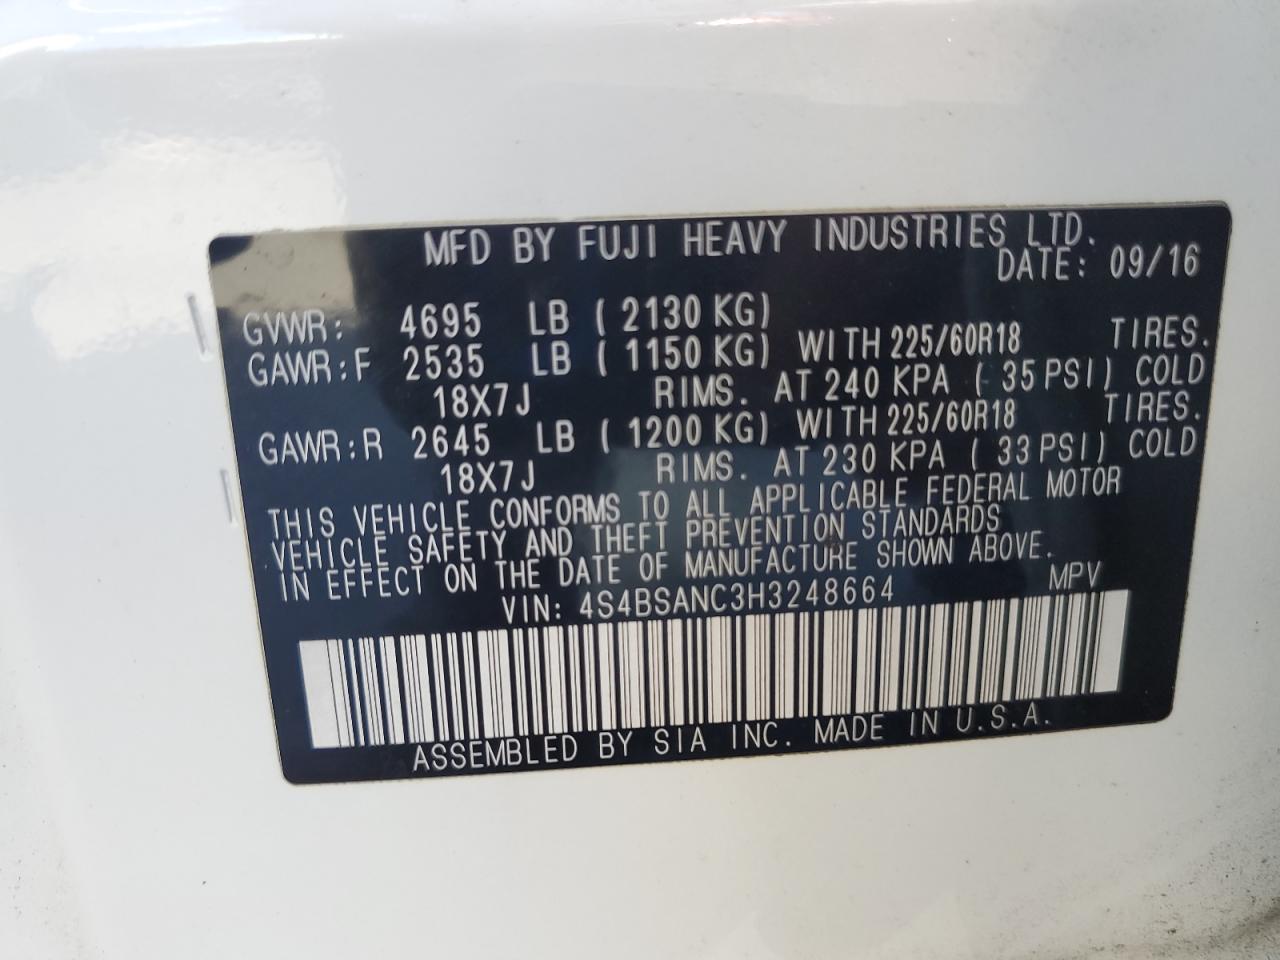 MFD BY FUJI HEAVY INDUSTRIES LTD.
DATE: 09/16
GVWR: 4695 LB ( 2130 KG)
GAWR:F 2535 LB ( 1150 KG) WITH 225/60R18 TIRES.
18X7J RIMS. AT 240 KPA ( 35 PSI) COLD
GAWR:R 2645 LB ( 1200 KG) WITH 225/60R18 TIRES.
18X7J RIMS. AT 230 KPA ( 33 PSI) COLD
THIS VEHICLE CONFORMS TO ALL APPLICABLE FEDERAL MOTOR
VEHICLE SAFETY AND THEFT PREVENTION STANDARDS
IN EFFECT ON THE DATE OF MANUFACTURE SHOWN ABOVE.
VIN: 4S4BSANC3H3248664 MPV
ASSEMBLED BY SIA INC. MADE IN U.S.A.